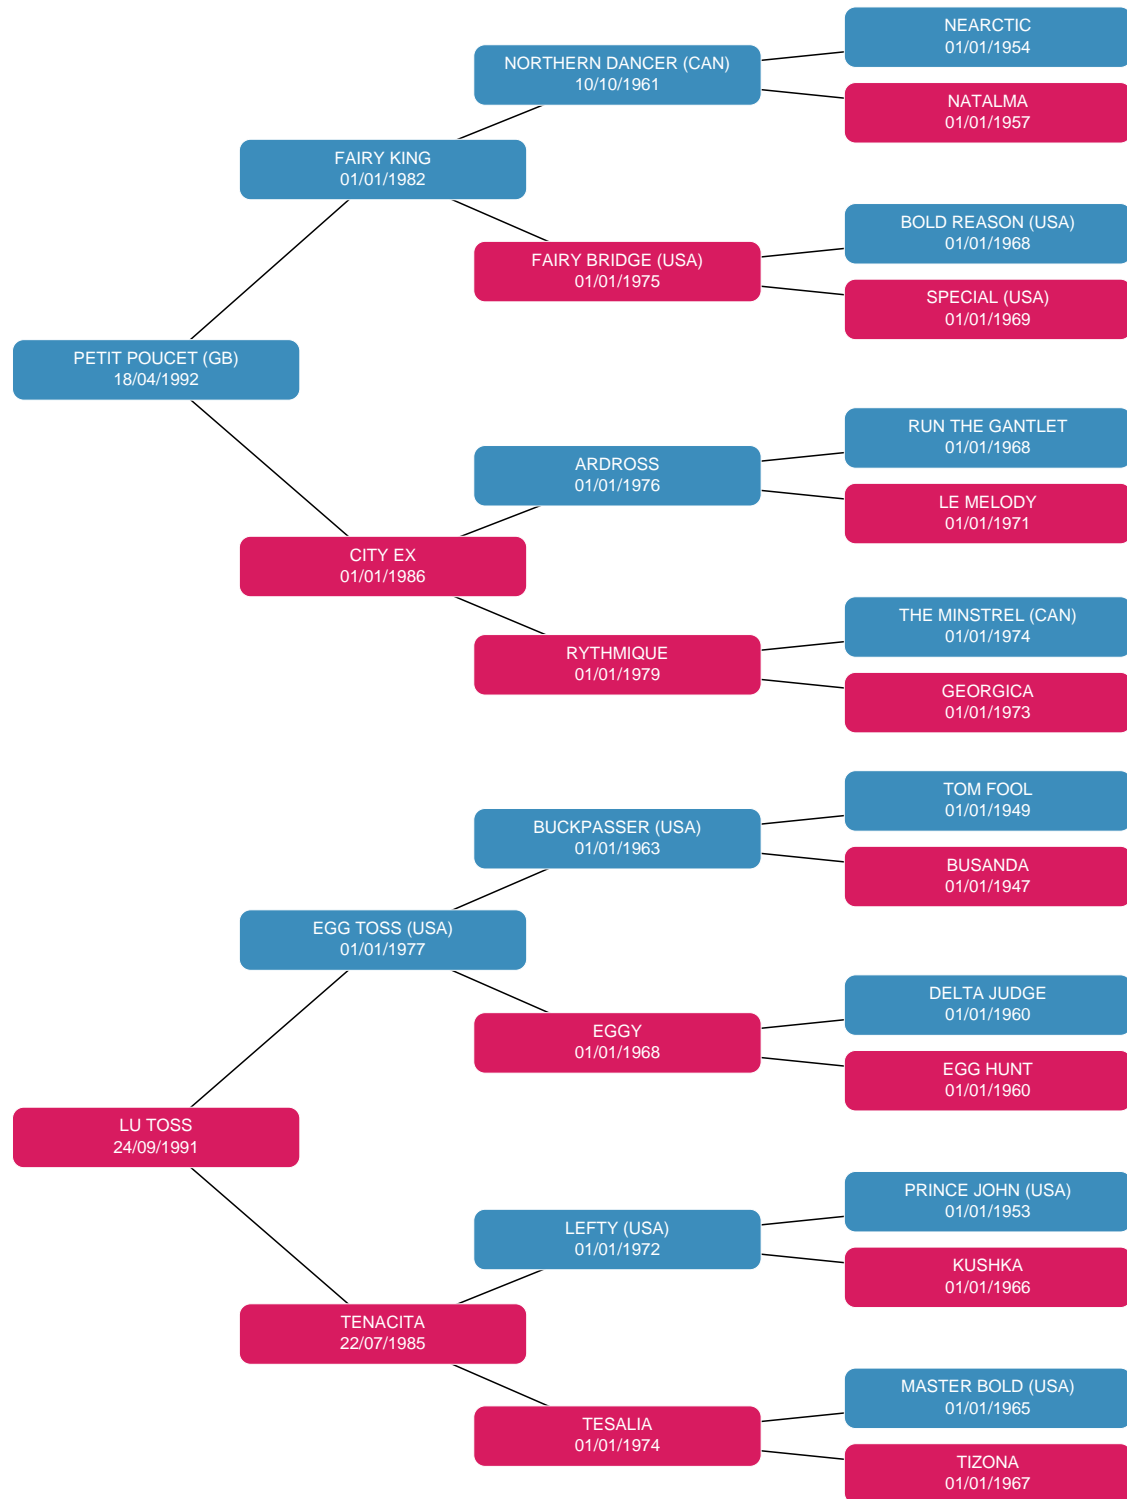 NEARCTIC
01/01/1954
NORTHERN DANCER (CAN)
10/10/1961
NATALMA
01/01/1957
FAIRY KING
01/01/1982
BOLD REASON (USA)
01/01/1968
FAIRY BRIDGE (USA)
01/01/1975
SPECIAL (USA)
01/01/1969
PETIT POUCET (GB)
18/04/1992
RUN THE GANTLET
01/01/1968
ARDROSS
01/01/1976
LE MELODY
01/01/1971
CITY EX
01/01/1986
THE MINSTREL (CAN)
01/01/1974
RYTHMIQUE
01/01/1979
GEORGICA
01/01/1973
TOM FOOL
01/01/1949
BUCKPASSER (USA)
01/01/1963
BUSANDA
01/01/1947
EGG TOSS (USA)
01/01/1977
DELTA JUDGE
01/01/1960
EGGY
01/01/1968
EGG HUNT
01/01/1960
LU TOSS
24/09/1991
PRINCE JOHN (USA)
01/01/1953
LEFTY (USA)
01/01/1972
KUSHKA
01/01/1966
TENACITA
22/07/1985
MASTER BOLD (USA)
01/01/1965
TESALIA
01/01/1974
TIZONA
01/01/1967